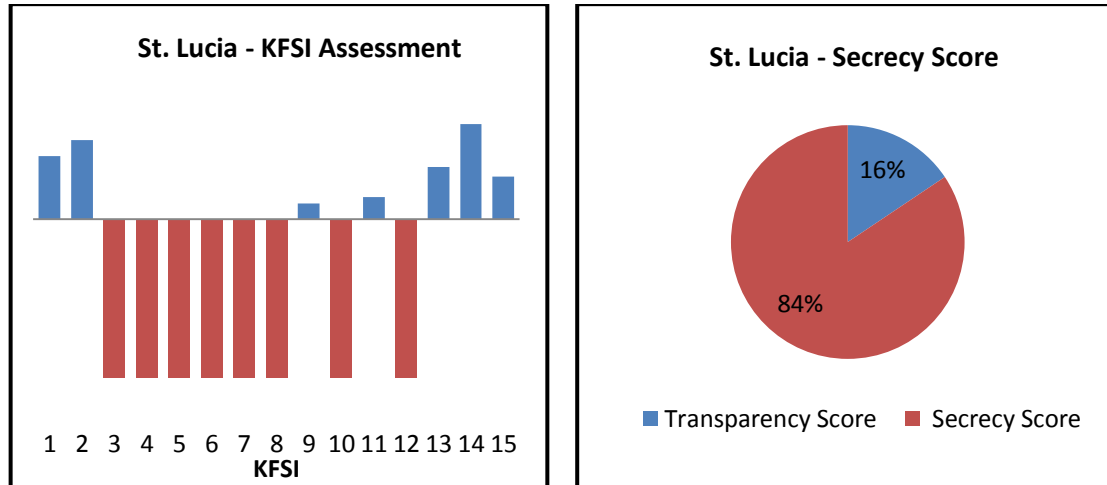 St. Lucia - KFSI Assessment
1 2 3 4 5 6 7 8 9 10 11 12 13 14 15
KFSI
St. Lucia - Secrecy Score
16%
84%
Transparency Score Secrecy Score